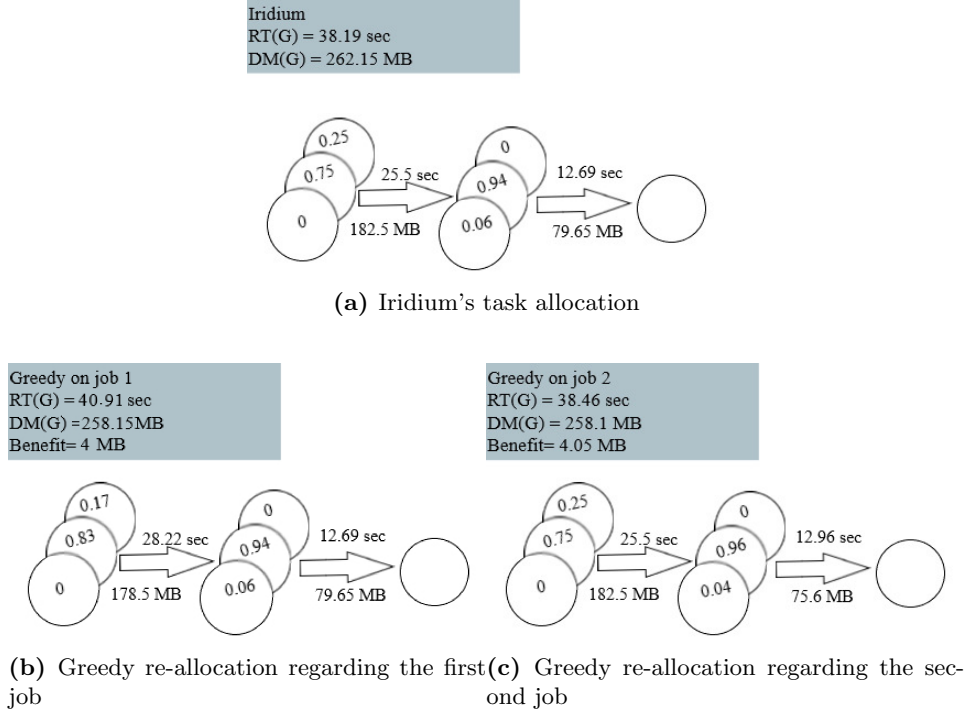 Iridium
RT(G) = 38.19 sec
DM(G) = 262.15 MB
0.25
0.75
0
25.5 sec
182.5 MB
0
0.94
0.06
12.69 sec
79.65 MB
(a) Iridium's task allocation
Greedy on job 1
RT(G) = 40.91 sec
DM(G) =258.15MB
Benefit= 4 MB
0.17
0.83
0
28.22 sec
178.5 MB
0
0.94
0.06
12.69 sec
79.65 MB
(b) Greedy re-allocation regarding the first
job
Greedy on job 2
RT(G) = 38.46 sec
DM(G) = 258.1 MB
Benefit= 4.05 MB
0.25
0.75
0
25.5 sec
182.5 MB
0
0.96
0.04
12.96 sec
75.6 MB
(c) Greedy re-allocation regarding the sec-
ond job